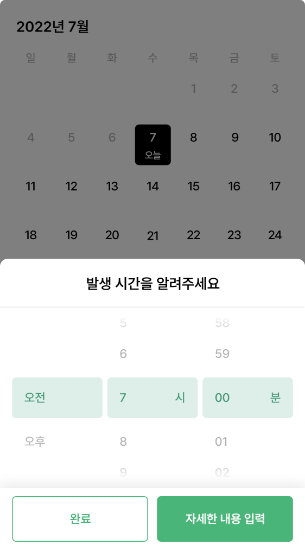 2022년 7월
일 월 화 수 목 금 토
1 2 3
4 5 6 7 8 9 10
오늘
11 12 13 14 15 16 17
18 19 20 21 22 23 24
발생 시간을 알려주세요
5 58
6 59
오전 7 시 00 분
오후 8 01
9 02
완료 자세한 내용 입력